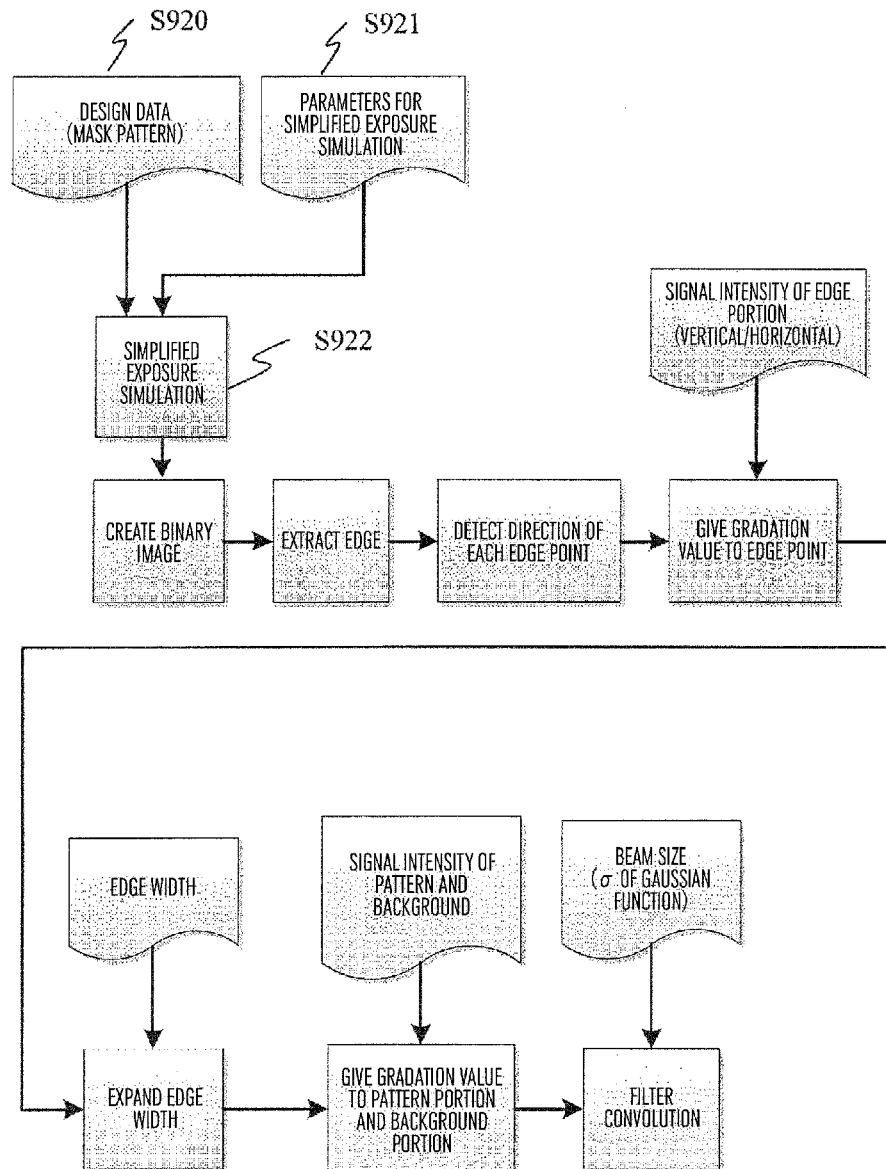 S920
S921
DESIGN DATA
(MASK PATTERN)
PARAMETERS FOR
SIMPLIFIED EXPOSURE
SIMULATION
SIGNAL INTENSITY OF EDGE
PORTION
(VERTICAL/HORIZONTAL)
SIMPLIFIED
EXPOSURE
SIMULATION
S922
CREATE BINARY
IMAGE
EXTRACT EDGE
DETECT DIRECTION OF
EACH EDGE POINT
GIVE GRADATION
VALUE TO EDGE POINT
EDGE WIDTH
SIGNAL INTENSITY OF
PATTERN AND
BACKGROUND
BEAM SIZE
(σ OF GAUSSIAN
FUNCTION)
EXPAND EDGE
WIDTH
GIVE GRADATION VALUE
TO PATTERN PORTION
AND BACKGROUND
PORTION
FILTER
CONVOLUTION